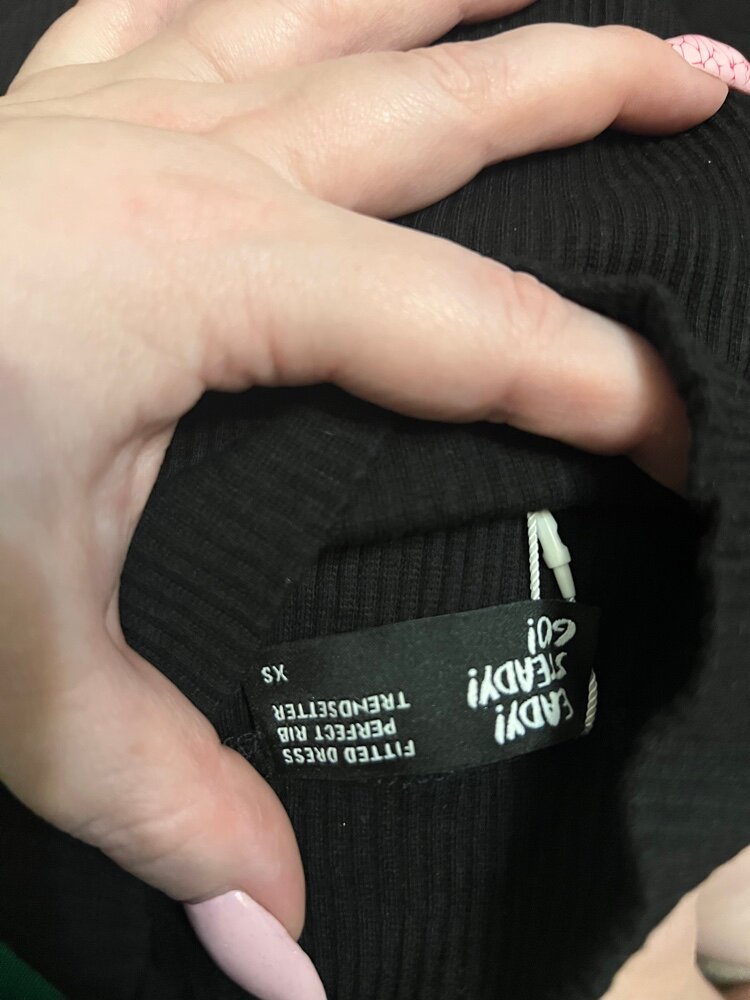 EADY!
STEADY!
GO!
FITTED DRESS
PERFECT RIB
TRENDSETTER
XS